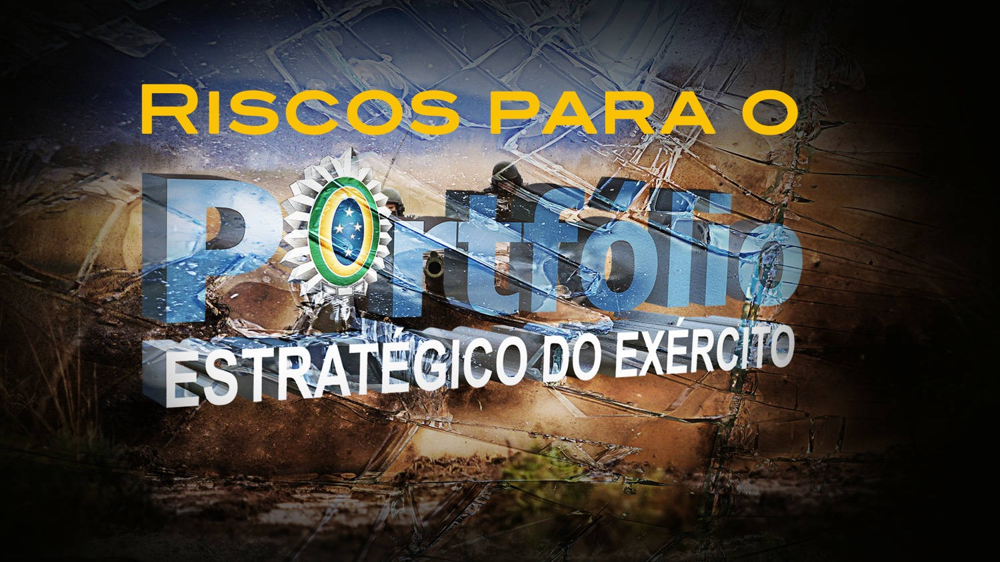 RISCOS PARA O
Portfólio
ESTRATÉGICO DO EXÉRCITO